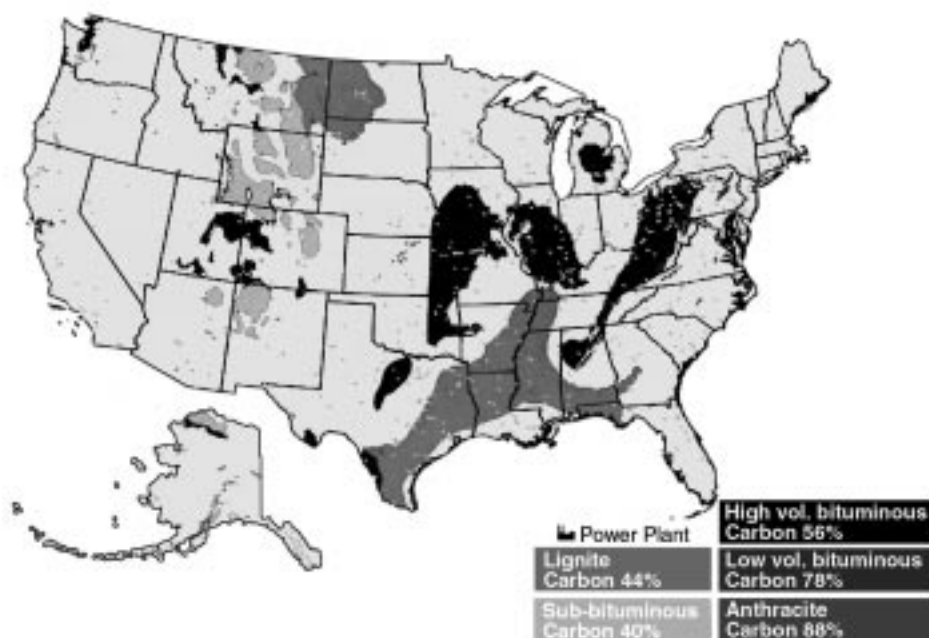 Power Plant
High vol. bituminous
Carbon 56%
Lignite
Carbon 44%
Low vol. bituminous
Carbon 78%
Sub-bituminous
Carbon 40%
Anthracite
Carbon 88%